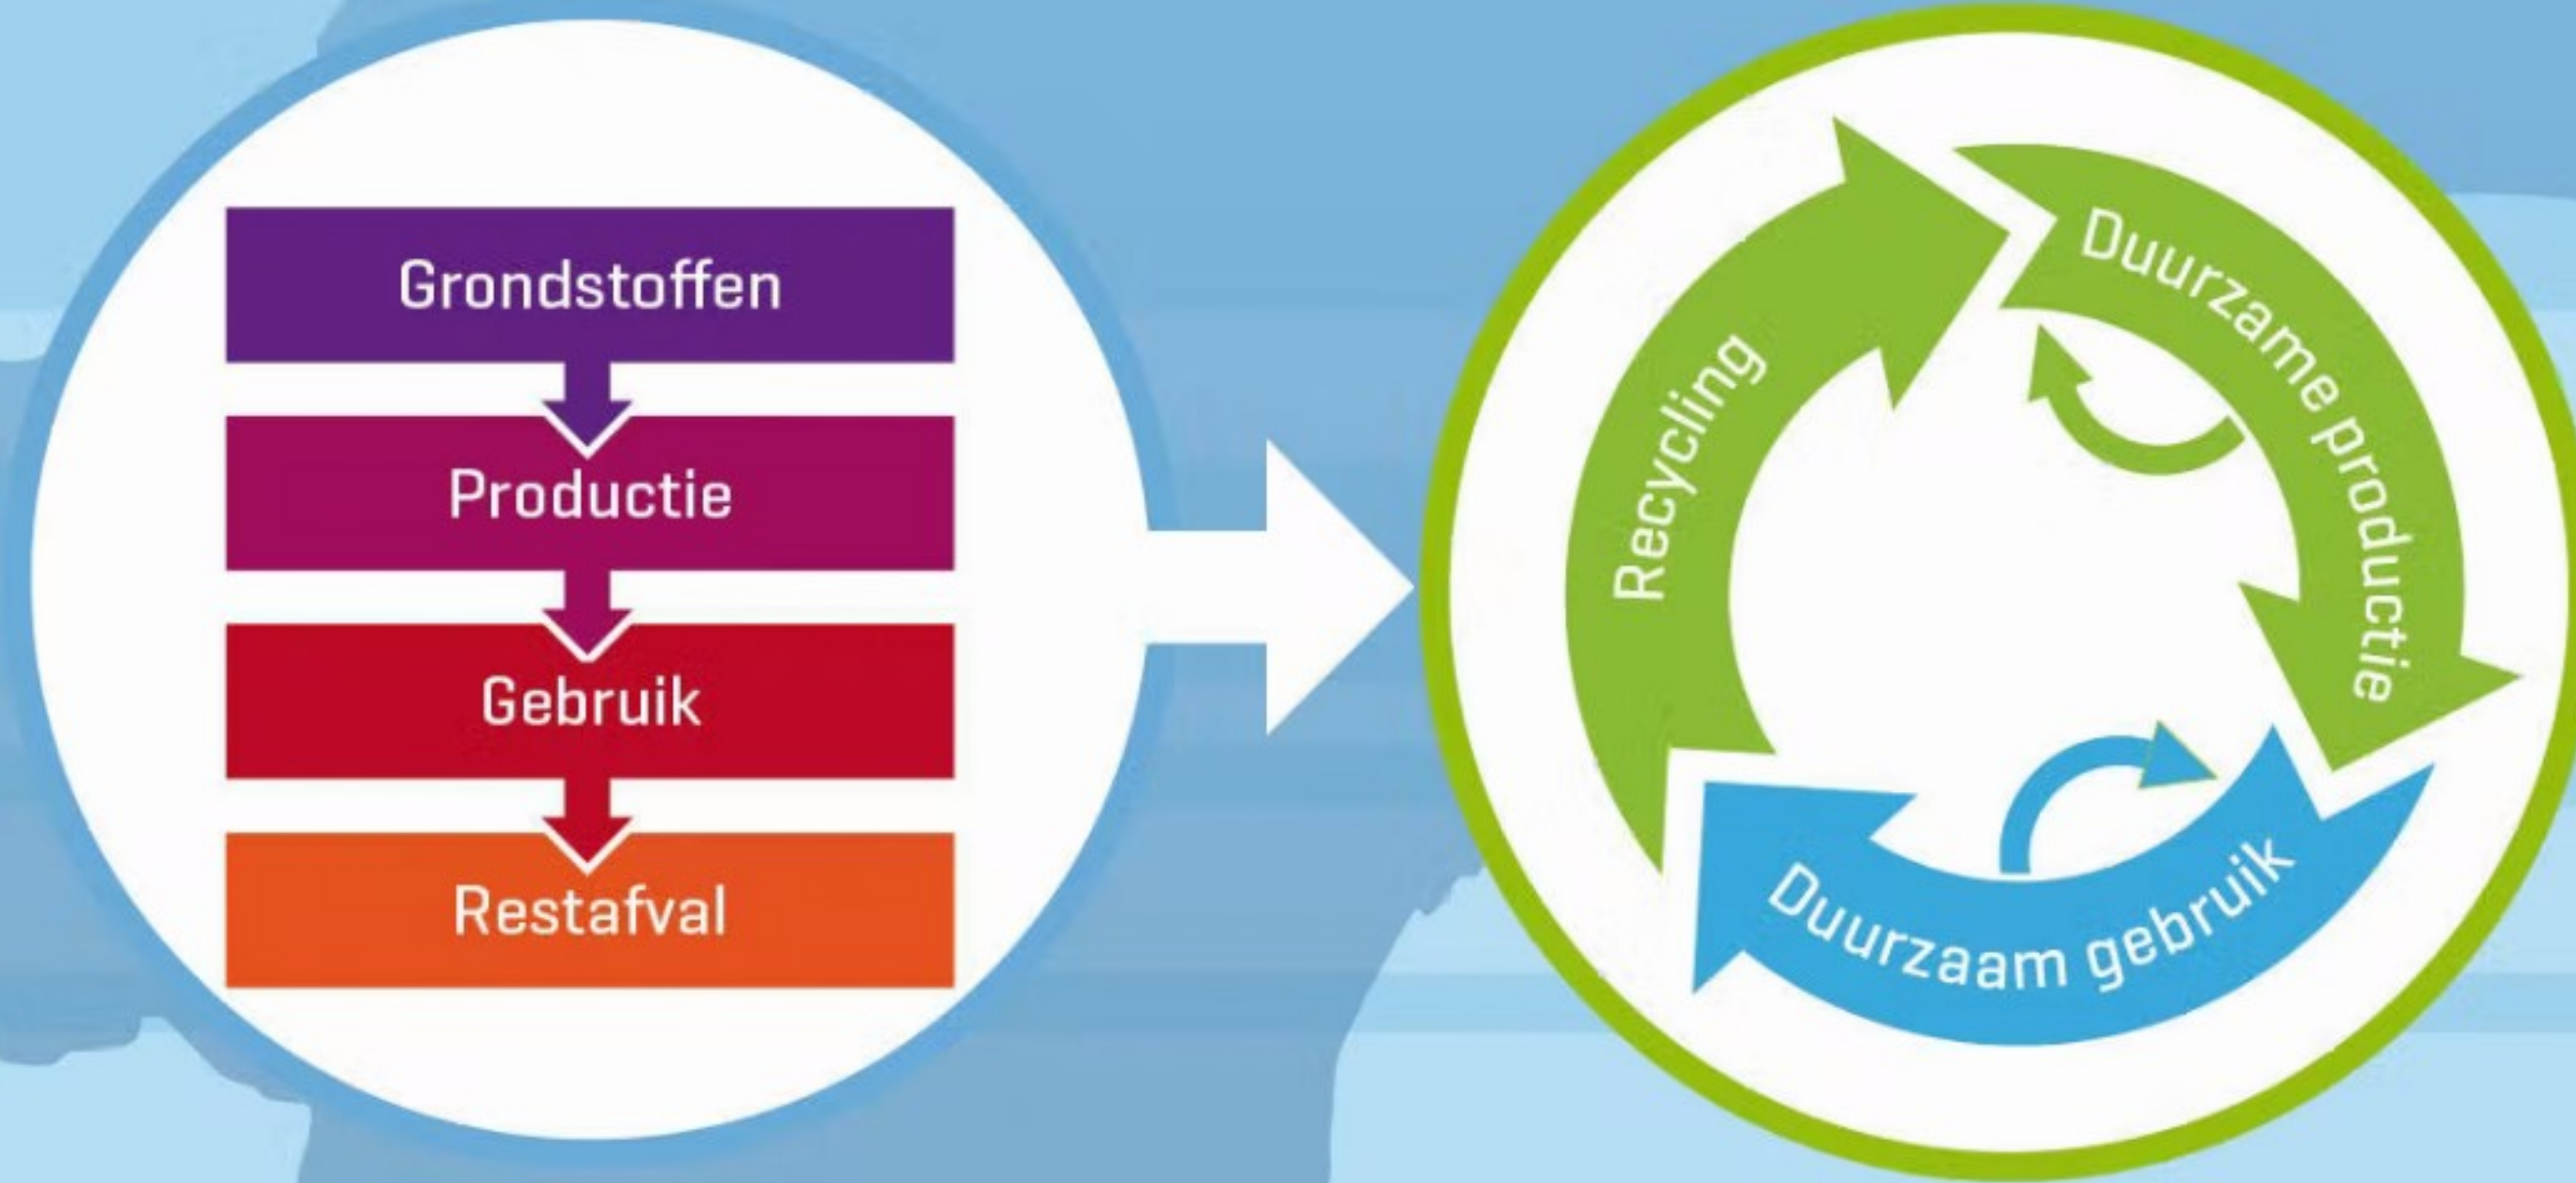 Grondstoffen
Productie
Gebruik
Restafval
Recycling
Duurzame productie
Duurzaam gebruik